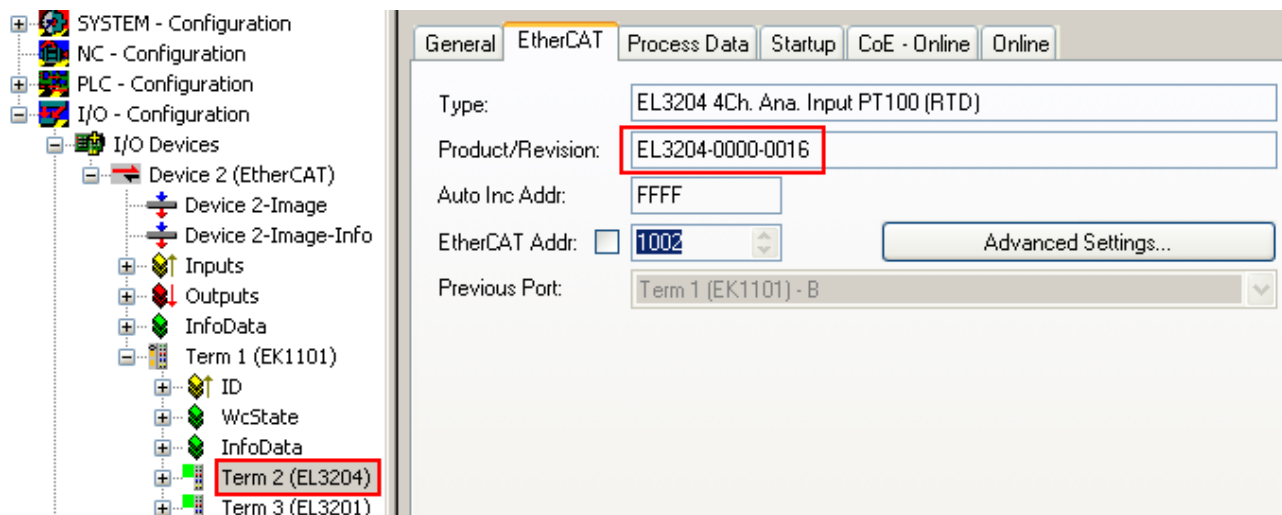 SYSTEM - Configuration
NC - Configuration
PLC - Configuration
I/O - Configuration
I/O Devices
Device 2 (EtherCAT)
Device 2-Image
Device 2-Image-Info
Inputs
Outputs
InfoData
Term 1 (EK1101)
ID
WcState
InfoData
Term 2 (EL3204)
Term 3 (EL3201)
General EtherCAT Process Data Startup CoE - Online Online
Type: EL3204 4Ch. Ana. Input PT100 (RTD)
Product/Revision: EL3204-0000-0016
Auto Inc Addr: FFFF
EtherCAT Addr: 1002 Advanced Settings...
Previous Port: Term 1 (EK1101) - B